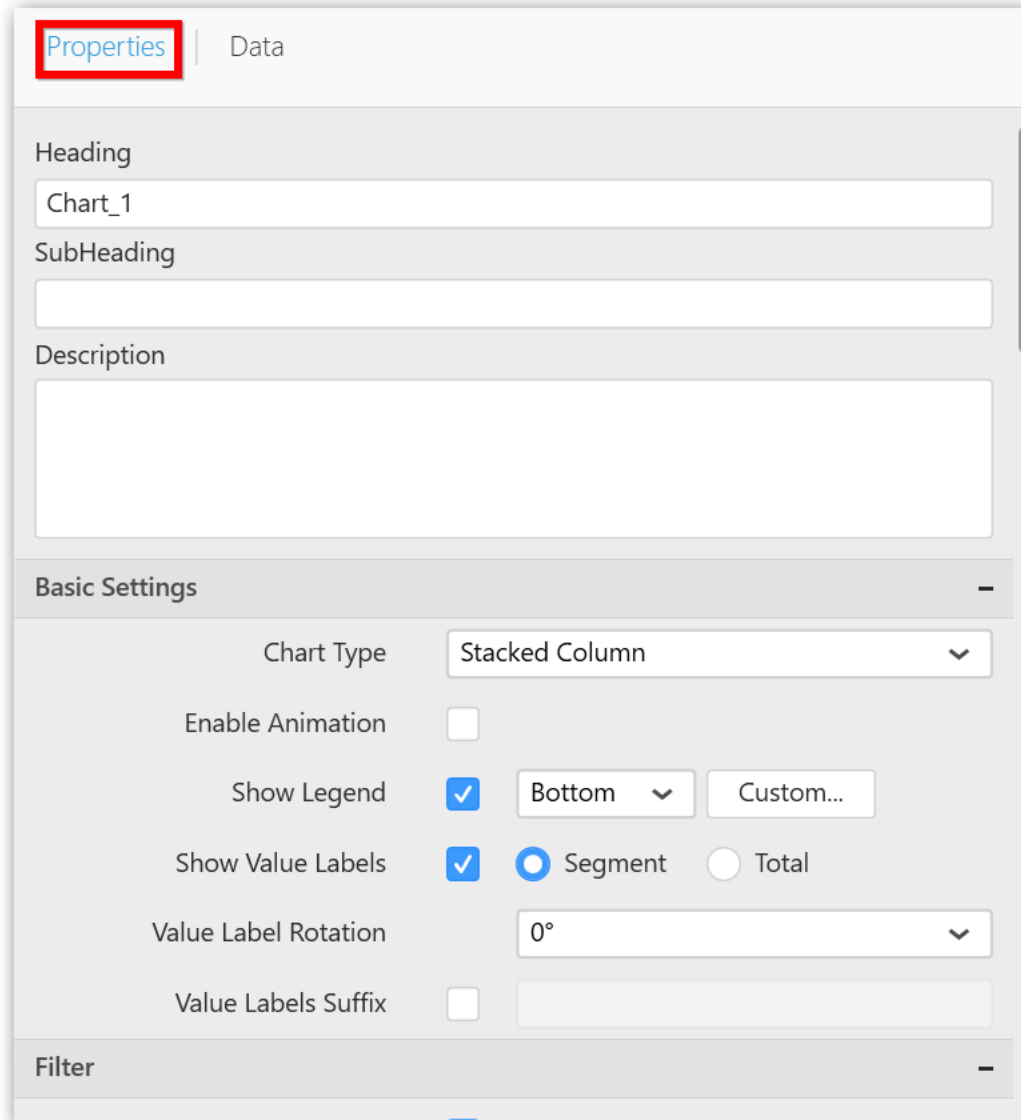 Properties | Data
Heading
Chart_1
SubHeading
Description
Basic Settings
Chart Type Stacked Column
Enable Animation
Show Legend Bottom Custom...
Show Value Labels Segment Total
Value Label Rotation 0°
Value Labels Suffix
Filter